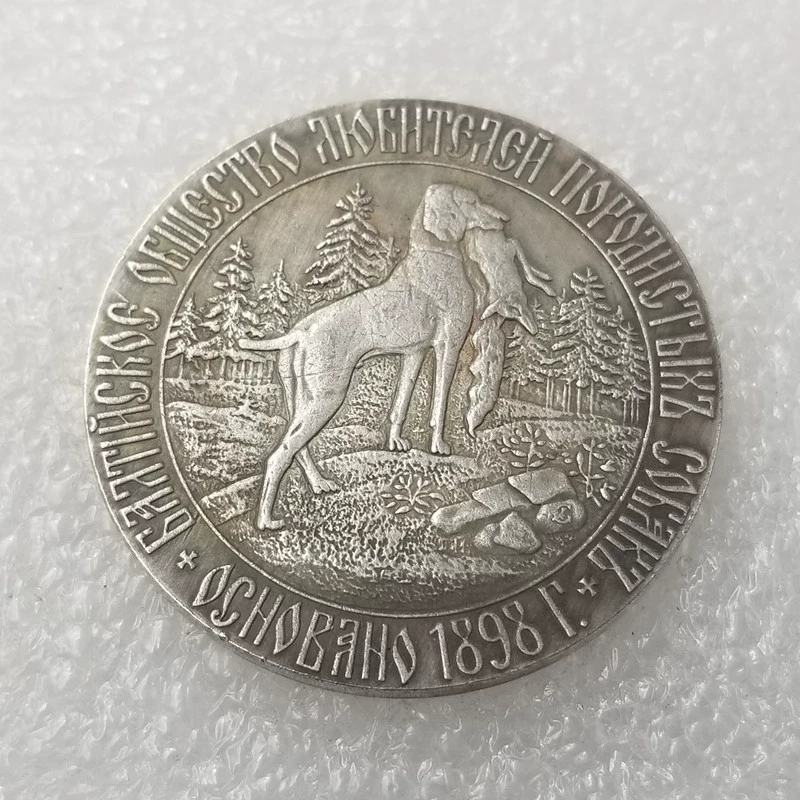 БАЛТІЙСКОЕ ОБЩЕСТВО ЛЮБИТЕЛЕЙ ПОРОДИСТЫХЪ СОБАКЪ
ОСНОВАНО 1898 Г.